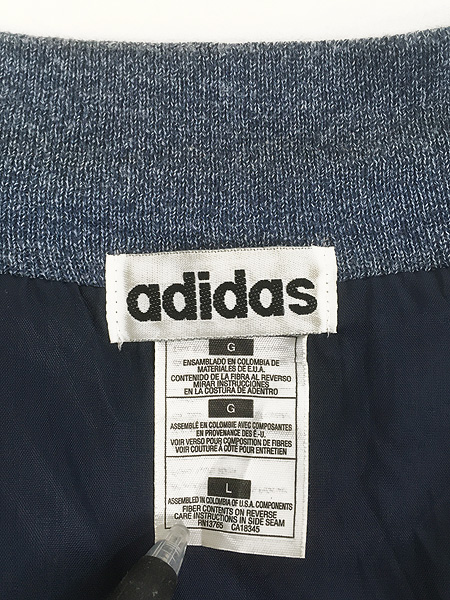 adidas
G
ENSAMBLADO EN COLOMBIA DE
MATERIALES DE E.U.A.
CONTENIDO DE LA FIBRA AL REVERSO
MIRAR INSTRUCCIONES
EN LA COSTURA DE ADENTRO
G
ASSEMBLÉ EN COLOMBIE AVEC COMPOSANTES
EN PROVENANCE DES É.-U.
VOIR VERSO POUR COMPOSITION DE FIBRES
VOIR COUTURE À CÔTÉ POUR ENTRETIEN
L
ASSEMBLED IN COLOMBIA OF U.S.A. COMPONENTS
FIBER CONTENTS ON REVERSE
CARE INSTRUCTIONS IN SIDE SEAM
RN13765 CA18345